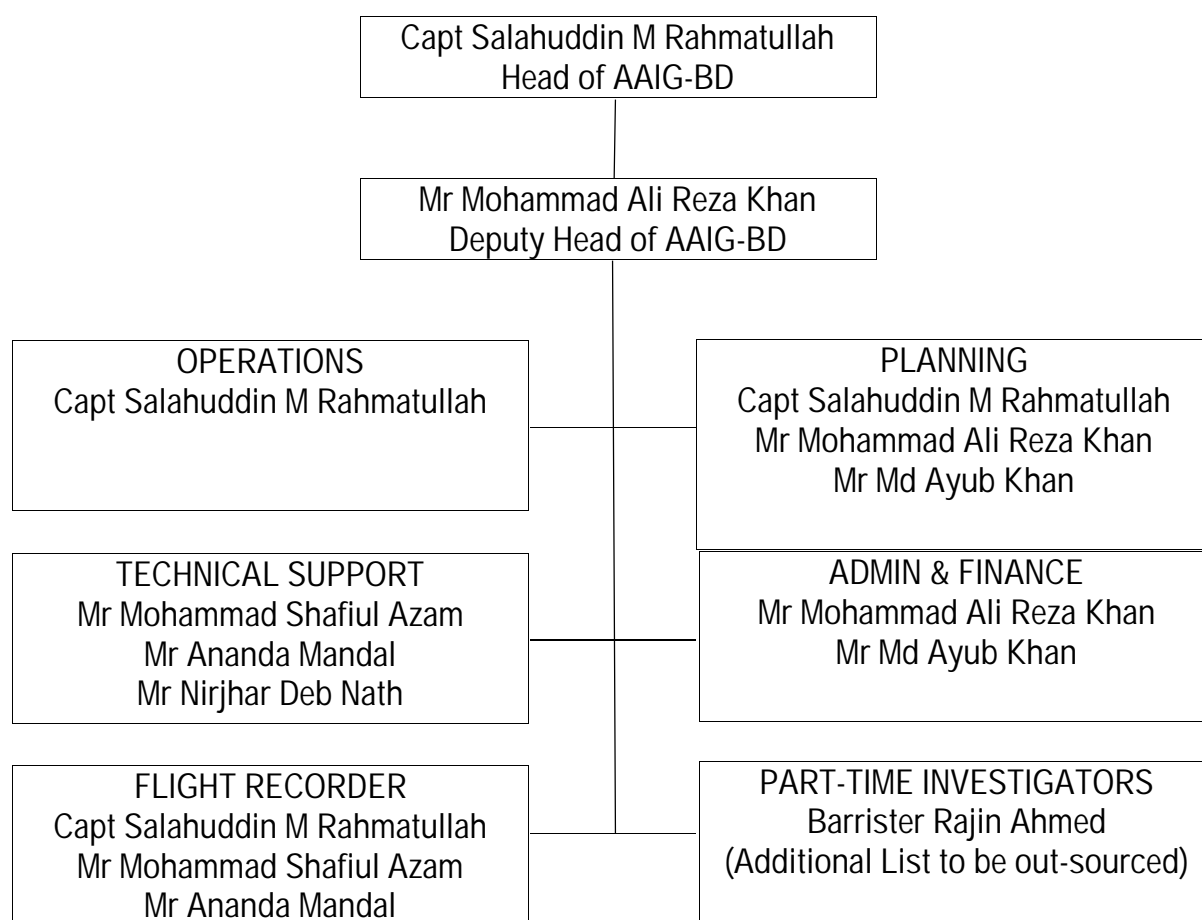 Capt Salahuddin M Rahmatullah
Head of AAIG-BD
Mr Mohammad Ali Reza Khan
Deputy Head of AAIG-BD
OPERATIONS
Capt Salahuddin M Rahmatullah
PLANNING
Capt Salahuddin M Rahmatullah
Mr Mohammad Ali Reza Khan
Mr Md Ayub Khan
TECHNICAL SUPPORT
Mr Mohammad Shafiul Azam
Mr Ananda Mandal
Mr Nirjhar Deb Nath
ADMIN & FINANCE
Mr Mohammad Ali Reza Khan
Mr Md Ayub Khan
FLIGHT RECORDER
Capt Salahuddin M Rahmatullah
Mr Mohammad Shafiul Azam
Mr Ananda Mandal
PART-TIME INVESTIGATORS
Barrister Rajin Ahmed
(Additional List to be out-sourced)